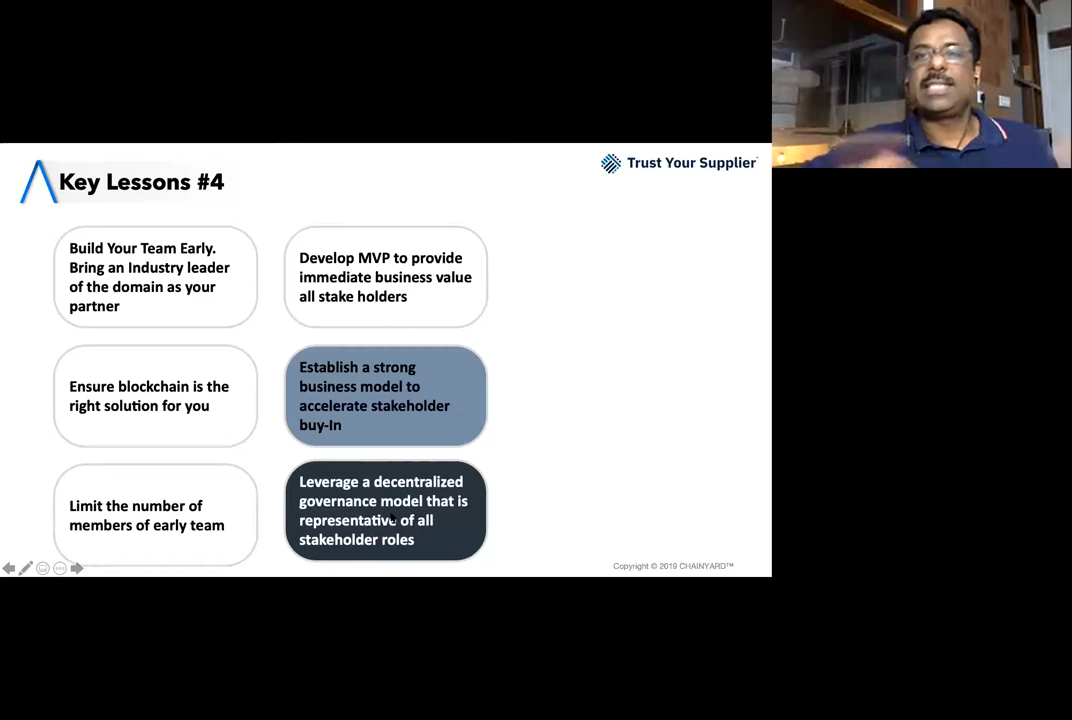 Key Lessons #4
Trust Your Supplier
Build Your Team Early.
Bring an Industry leader
of the domain as your
partner
Develop MVP to provide
immediate business value
all stake holders
Ensure blockchain is the
right solution for you
Establish a strong
business model to
accelerate stakeholder
buy-In
Limit the number of
members of early team
Leverage a decentralized
governance model that is
representative of all
stakeholder roles
Copyright © 2019 CHAINYARD™